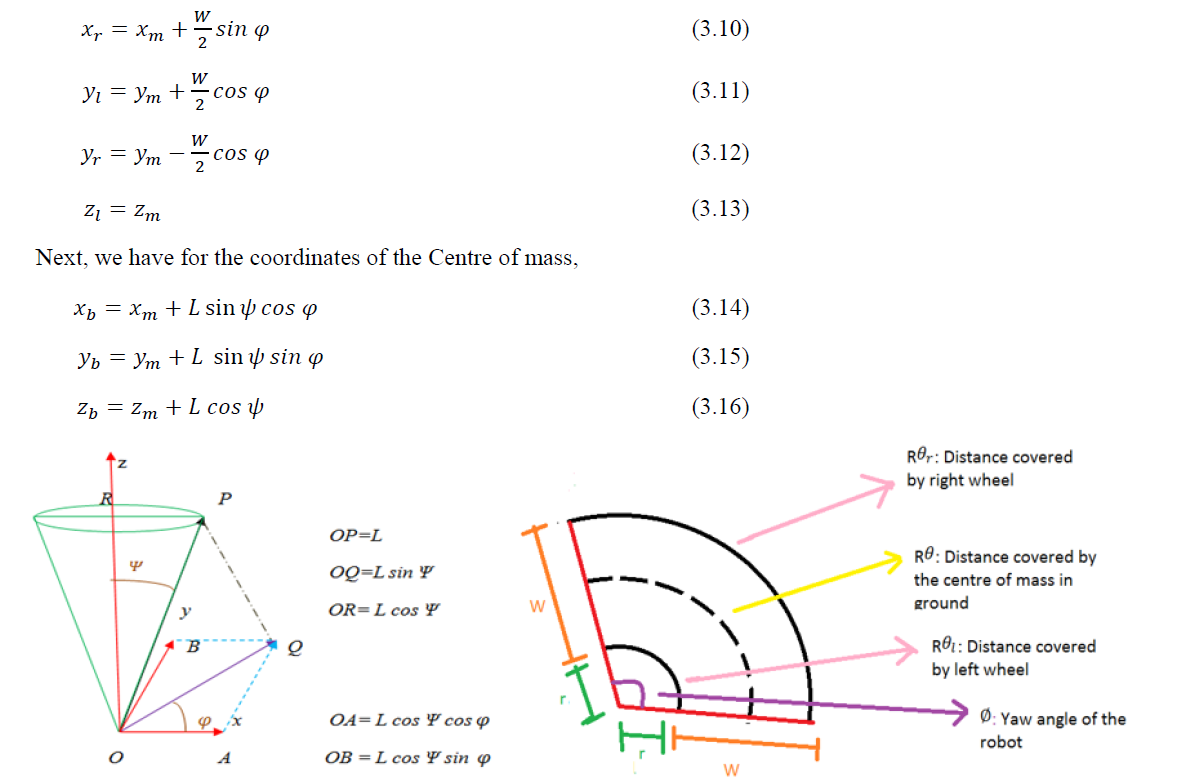 x_r = x_m + W/2 sin φ (3.10)
y_l = y_m + W/2 cos φ (3.11)
y_r = y_m − W/2 cos φ (3.12)
z_l = z_m (3.13)
Next, we have for the coordinates of the Centre of mass,
x_b = x_m + L sin ψ cos φ (3.14)
y_b = y_m + L sin ψ sin φ (3.15)
z_b = z_m + L cos ψ (3.16)
z
R
P
Ψ
y
B
Q
φ
x
O
A
OP=L
OQ=L sin Ψ
OR= L cos Ψ
OA= L cos Ψ cos φ
OB = L cos Ψ sin φ
W
r
r
W
Rθr: Distance covered
by right wheel
Rθ: Distance covered by
the centre of mass in
ground
Rθl: Distance covered
by left wheel
Ø: Yaw angle of the
robot